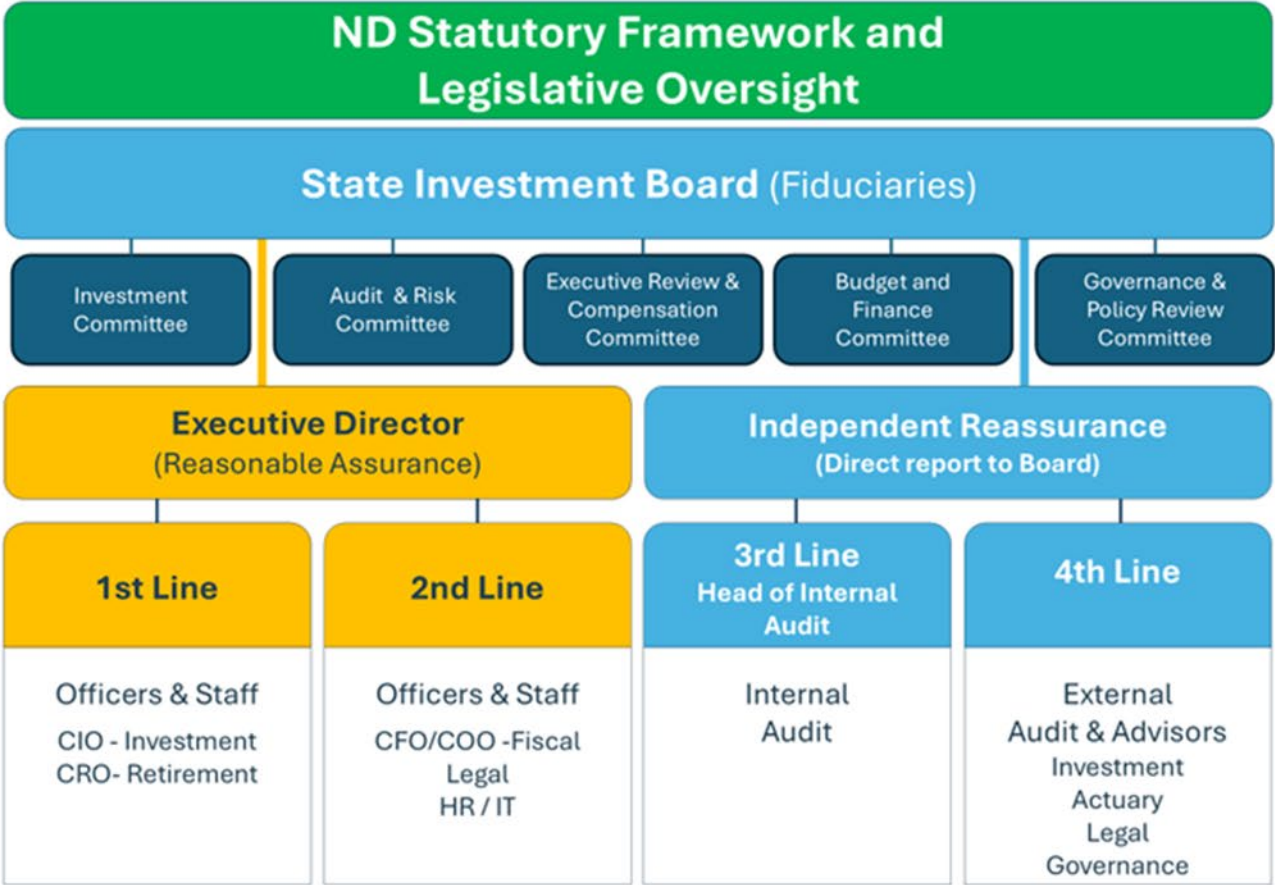 ND Statutory Framework and
Legislative Oversight
State Investment Board (Fiduciaries)
Investment
Committee
Audit & Risk
Committee
Executive Review &
Compensation
Committee
Budget and
Finance
Committee
Governance &
Policy Review
Committee
Executive Director
(Reasonable Assurance)
Independent Reassurance
(Direct report to Board)
1st Line
Officers & Staff
CIO - Investment
CRO- Retirement
2nd Line
Officers & Staff
CFO/COO -Fiscal
Legal
HR / IT
3rd Line
Head of Internal
Audit
Internal
Audit
4th Line
External
Audit & Advisors
Investment
Actuary
Legal
Governance